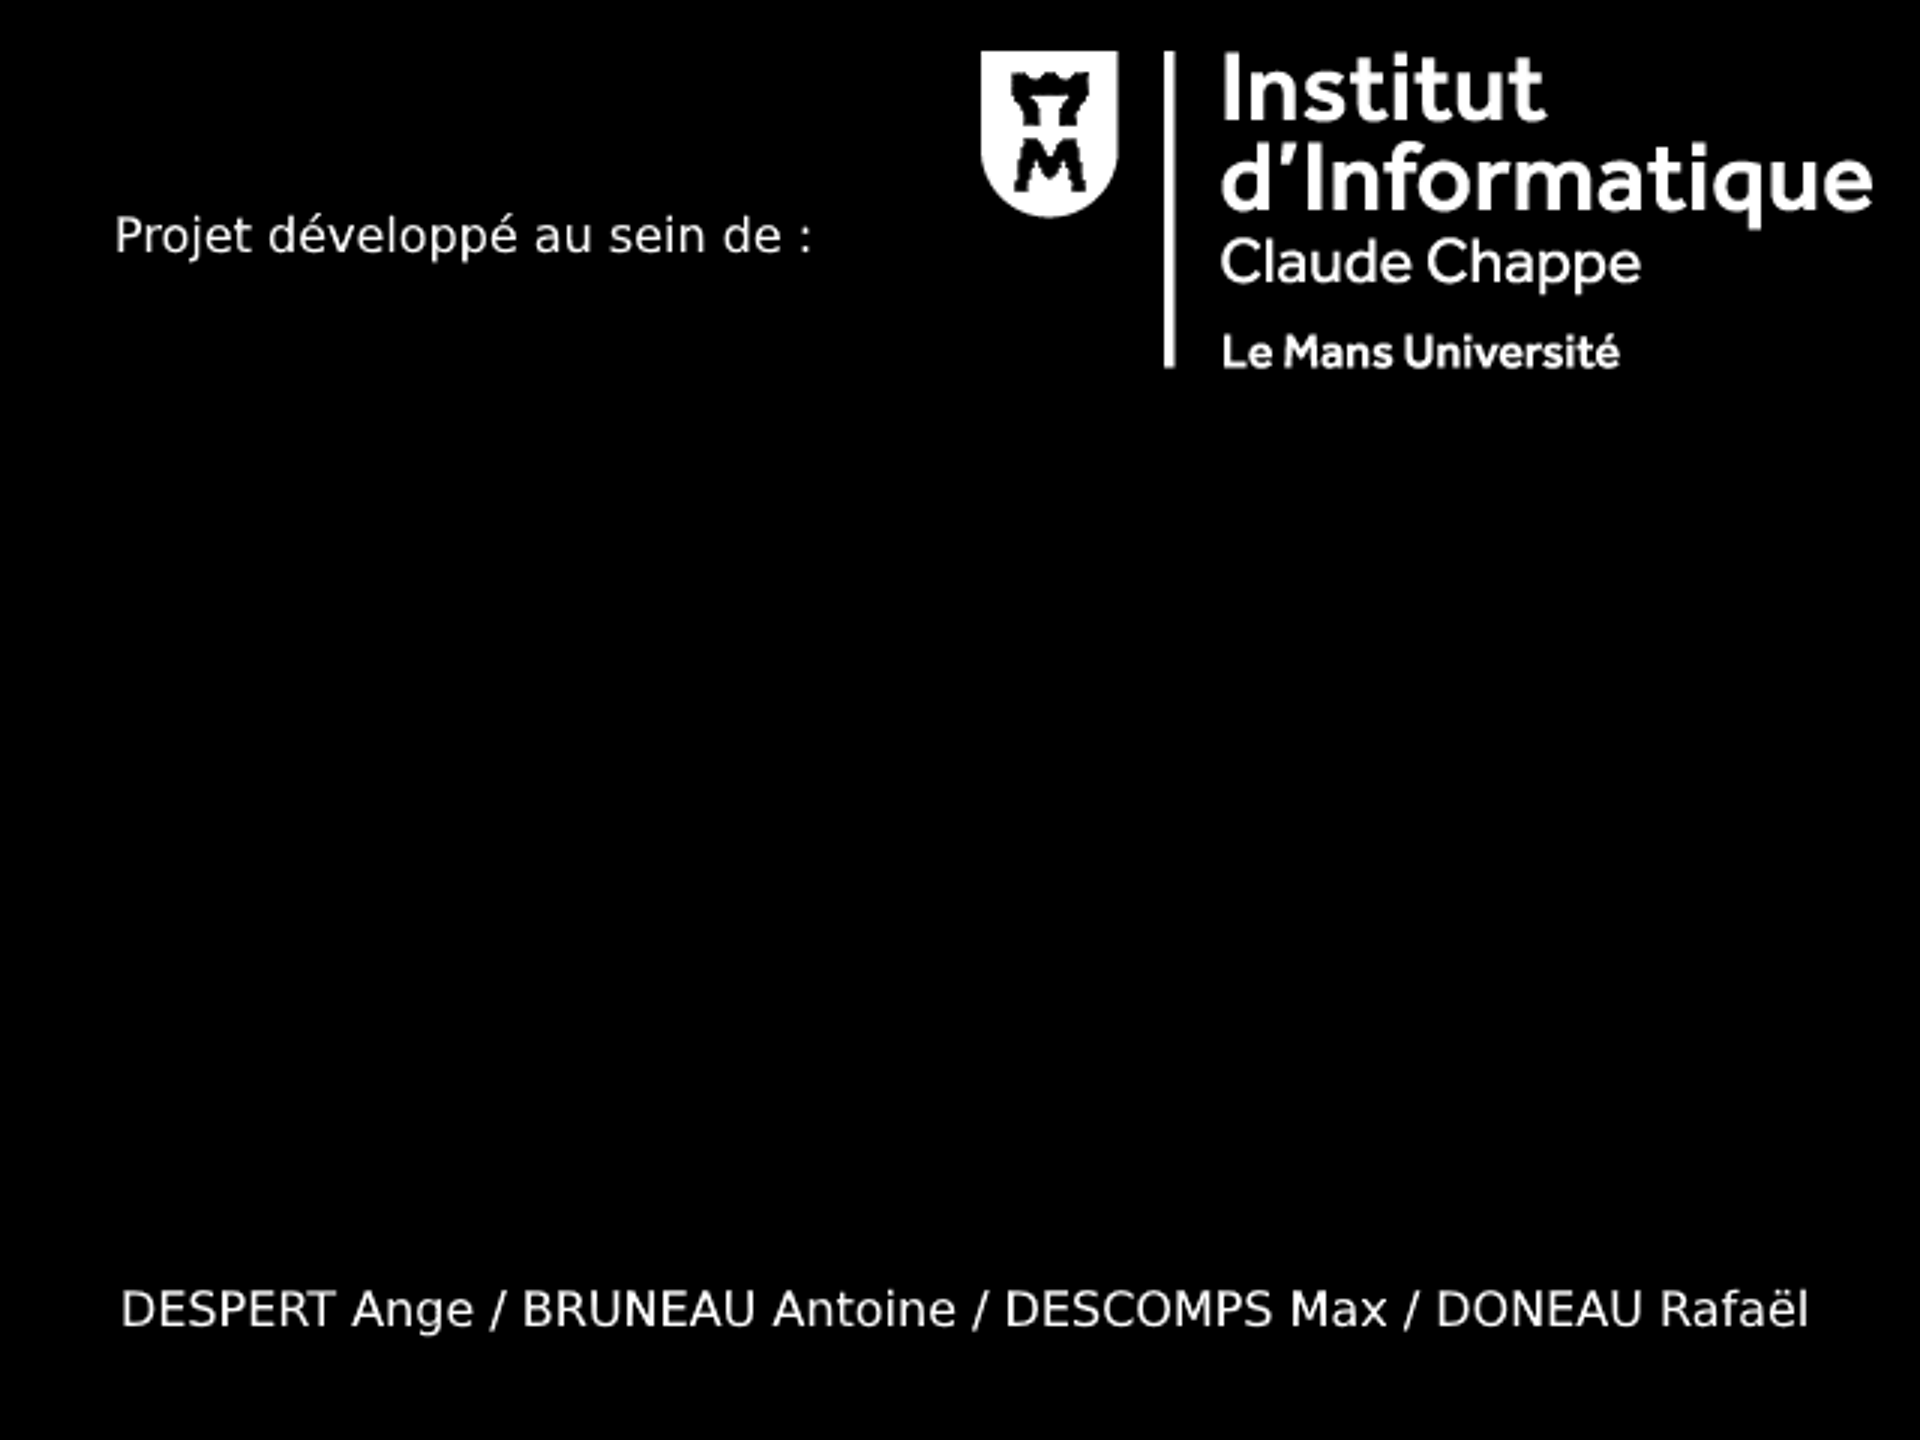 Projet développé au sein de :
Institut
d’Informatique
Claude Chappe
Le Mans Université
DESPERT Ange / BRUNEAU Antoine / DESCOMPS Max / DONEAU Rafaël